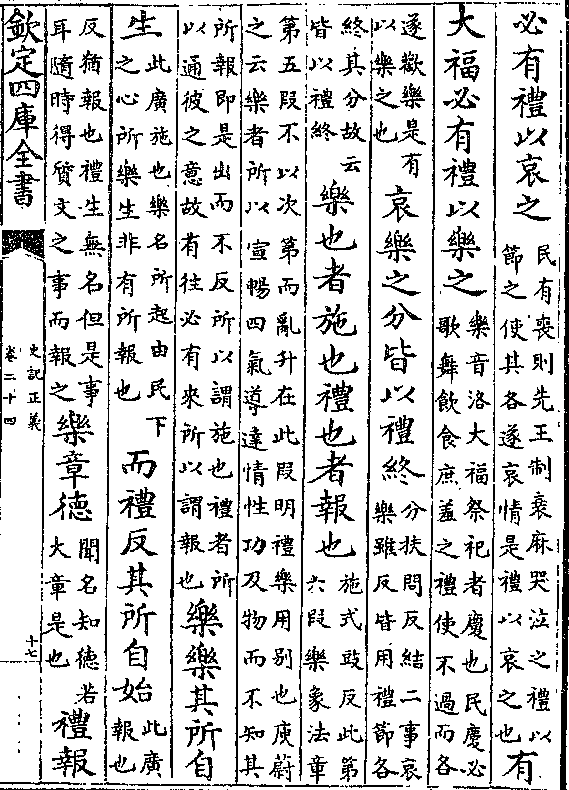 必有禮以哀之民有喪則先王制衰麻哭泣之禮以節之使其各遂哀情是禮以哀之也有
大福必有禮以樂之樂音洛大福祭祀者慶也民慶必歌舞飲食庶羞之禮使不過而各
遂歡樂是有以樂之也哀樂之分皆以禮終分扶問反結二事哀樂雖反皆用禮節各
終其分故云皆以禮終樂也者施也禮也者報也施式豉反此第六段樂象法章
第五段不以次第而亂升在此段明禮樂用別也庾蔚之云樂者所以宣暢四氣導達情性功及物而不知其
所報即是出而不反所以謂施也禮者所以通彼之意故有往必有來所以謂報也樂樂其所自
生此廣施也樂名所起由民下之心所樂生非有所報也而禮反其所自始此廣報也
反猶報也禮生無名但是事耳隨時得質文之事而報之樂章德聞名知德若大章是也禮報
欽定四庫全書
史記正義
卷二十四
十七